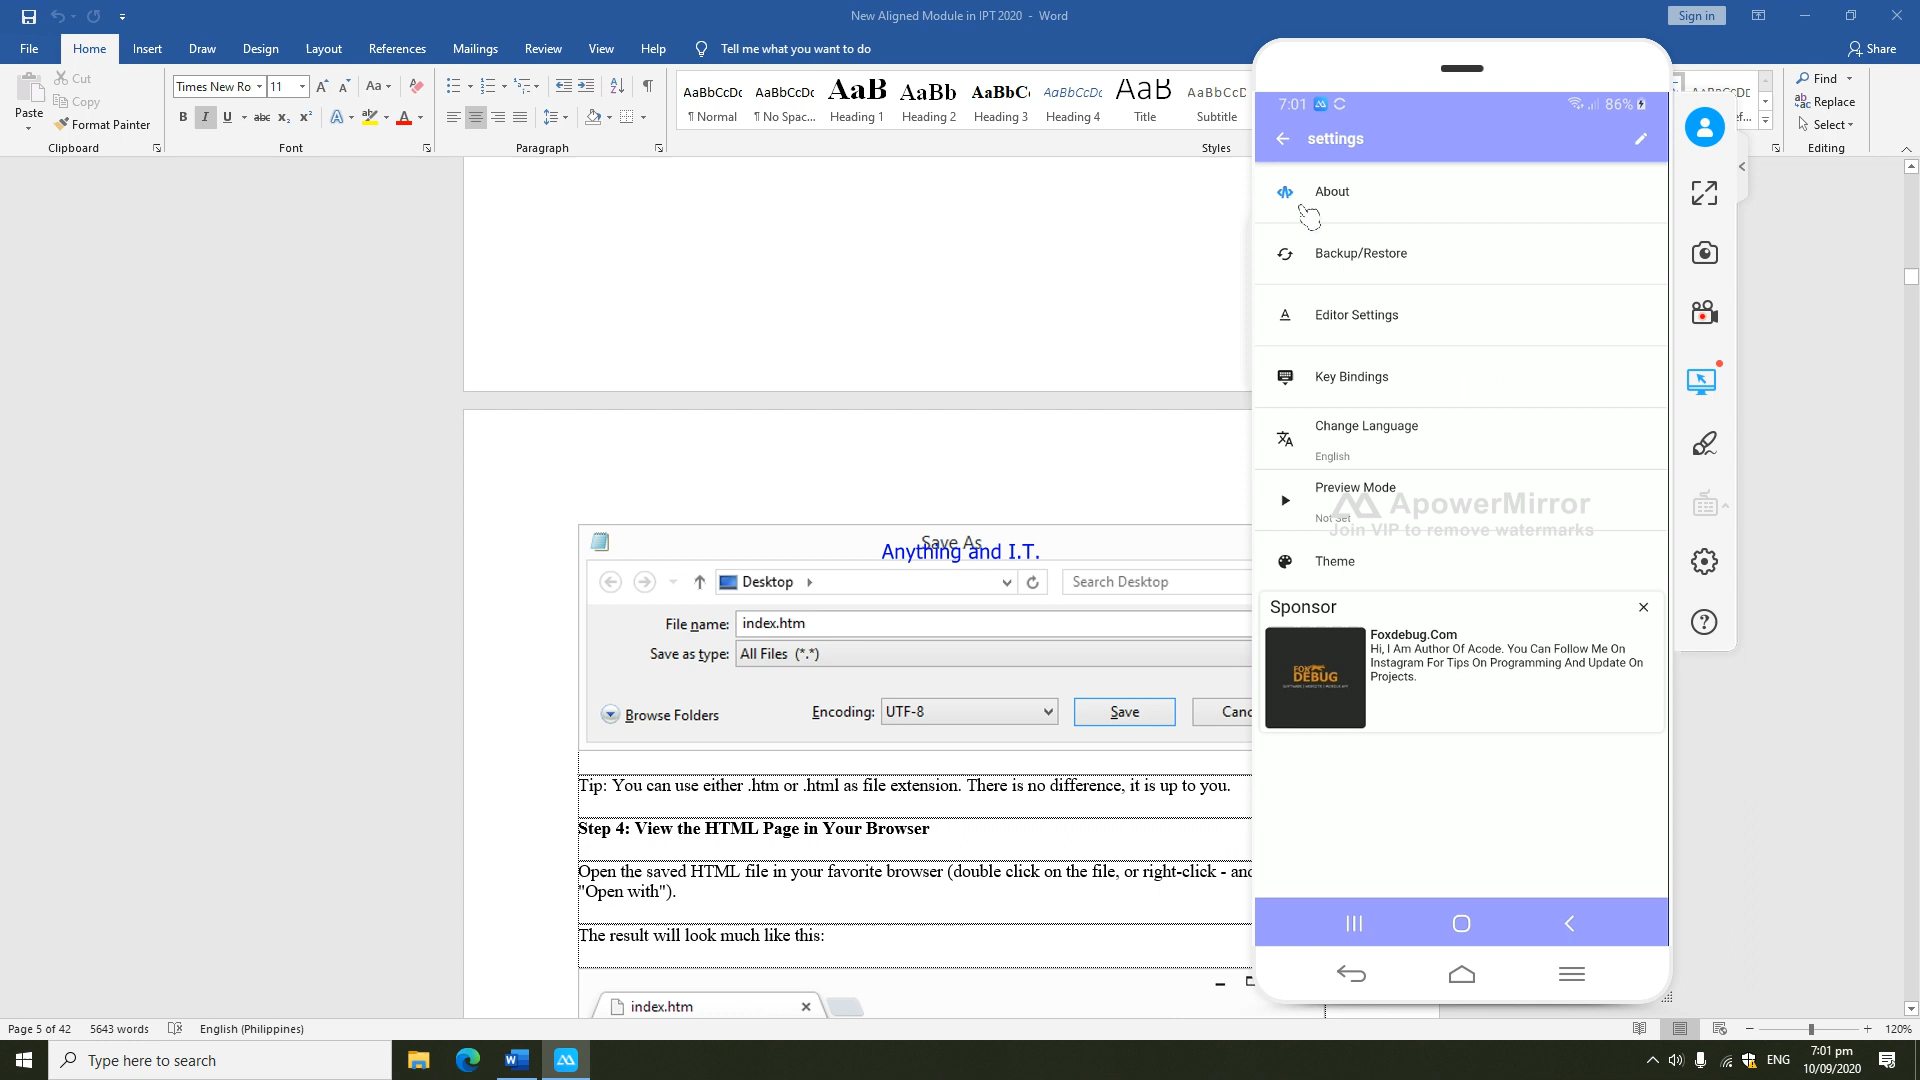 New Aligned Module in IPT 2020 - Word
Sign in
File Home Insert Draw Design Layout References Mailings Review View Help Tell me what you want to do
Share
Paste
Cut
Copy
Format Painter
Clipboard
Times New Ro 11
Aa
B I U abc x₂ x²
Font
Paragraph
AaBbCcDc AaBbCcDc AaB AaBb AaBbC AaBbCcDc AaB AaBbCcD
¶ Normal ¶ No Spac... Heading 1 Heading 2 Heading 3 Heading 4 Title Subtitle
Styles
Find
Replace
Select
Editing
7:01 86%
settings
About
Backup/Restore
Editor Settings
Key Bindings
Change Language
English
Preview Mode
Not Set
ApowerMirror
Join VIP to remove watermarks
Theme
Sponsor
Foxdebug.Com
Hi, I Am Author Of Acode. You Can Follow Me On
Instagram For Tips On Programming And Update On
Projects.
FOX
DEBUG
Save As
Anything and I.T.
Desktop
Search Desktop
File name: index.htm
Save as type: All Files (*.*)
Browse Folders
Encoding: UTF-8
Save
Canc
Tip: You can use either .htm or .html as file extension. There is no difference, it is up to you.
Step 4: View the HTML Page in Your Browser
Open the saved HTML file in your favorite browser (double click on the file, or right-click - and
"Open with").
The result will look much like this:
index.htm
Page 5 of 42 5643 words English (Philippines)
120%
Type here to search
ENG
7:01 pm
10/09/2020